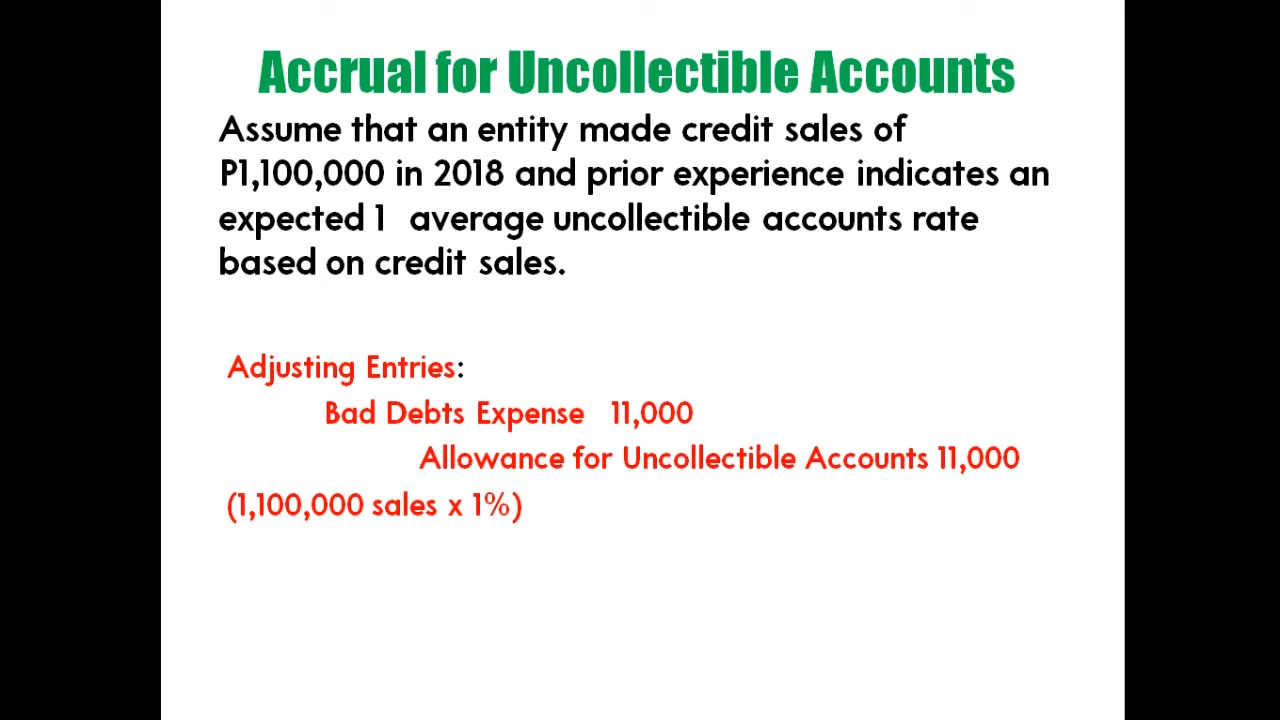 Accrual for Uncollectible Accounts
Assume that an entity made credit sales of
P1,100,000 in 2018 and prior experience indicates an
expected 1 average uncollectible accounts rate
based on credit sales.
Adjusting Entries:
Bad Debts Expense 11,000
Allowance for Uncollectible Accounts 11,000
(1,100,000 sales x 1%)